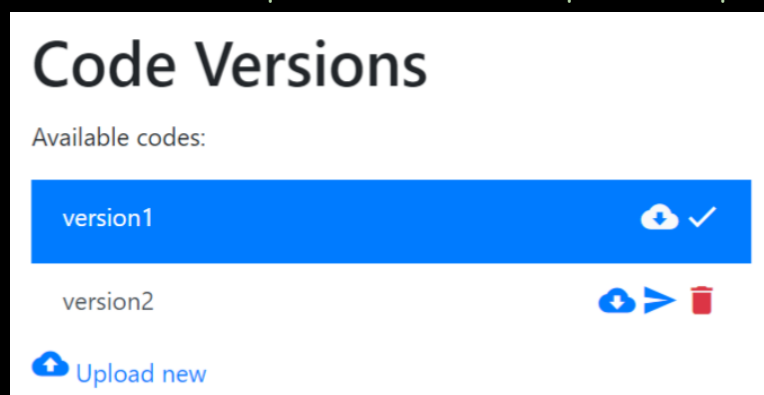 Code Versions
Available codes:
version1
version2
Upload new